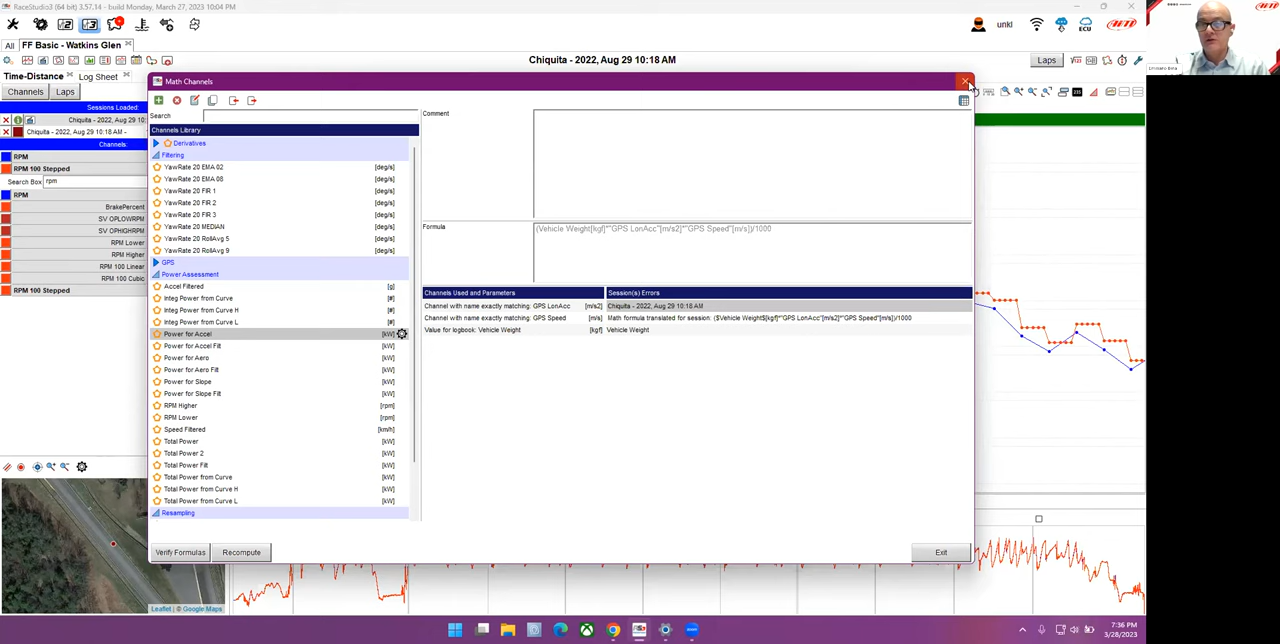 RaceStudio3 (64 bit) 3.57.14 - build Monday, March 27, 2023 10:04 PM
unkl
ECU
All
FF Basic - Watkins Glen
Chiquita - 2022, Aug 29 10:18 AM
Laps
Time-Distance
Log Sheet
Channels
Laps
Sessions Loaded:
Chiquita - 2022, Aug 29 10:
Chiquita - 2022, Aug 29 10:18 AM -
Channels:
RPM
RPM 100 Stepped
Search Box
rpm
RPM
BrakePercent
SV OPLOWRPM
SV OPHIGHRPM
RPM Lower
RPM Higher
RPM 100 Linear
RPM 100 Cubic
RPM 100 Stepped
Math Channels
Search
Channels Library
Derivatives
Filtering
YawRate 20 EMA 02 [deg/s]
YawRate 20 EMA 08 [deg/s]
YawRate 20 FIR 1 [deg/s]
YawRate 20 FIR 2 [deg/s]
YawRate 20 FIR 3 [deg/s]
YawRate 20 MEDIAN [deg/s]
YawRate 20 RollAvg 5 [deg/s]
YawRate 20 RollAvg 9 [deg/s]
GPS
Power Assessment
Accel Filtered [g]
Integ Power from Curve [#]
Integ Power from Curve H [#]
Integ Power from Curve L [#]
Power for Accel [kW]
Power for Accel Filt [kW]
Power for Aero [kW]
Power for Aero Filt [kW]
Power for Slope [kW]
Power for Slope Filt [kW]
RPM Higher [rpm]
RPM Lower [rpm]
Speed Filtered [km/h]
Total Power [kW]
Total Power 2 [kW]
Total Power Filt [kW]
Total Power from Curve [kW]
Total Power from Curve H [kW]
Total Power from Curve L [kW]
Resampling
Verify Formulas
Recompute
Comment
Formula
(Vehicle Weight[kgf]*"GPS LonAcc"[m/s2]*"GPS Speed"[m/s])/1000
Channels Used and Parameters
Session(s) Errors
Channel with name exactly matching: GPS LonAcc [m/s2]
Chiquita - 2022, Aug 29 10:18 AM
Channel with name exactly matching: GPS Speed [m/s]
Math formula translated for session: ($Vehicle Weight$[kgf]*"GPS LonAcc"[m/s2]*"GPS Speed"[m/s])/1000
Value for logbook: Vehicle Weight [kgf]
Vehicle Weight
Exit
Leaflet | © Google Maps
7:36 PM
3/28/2023